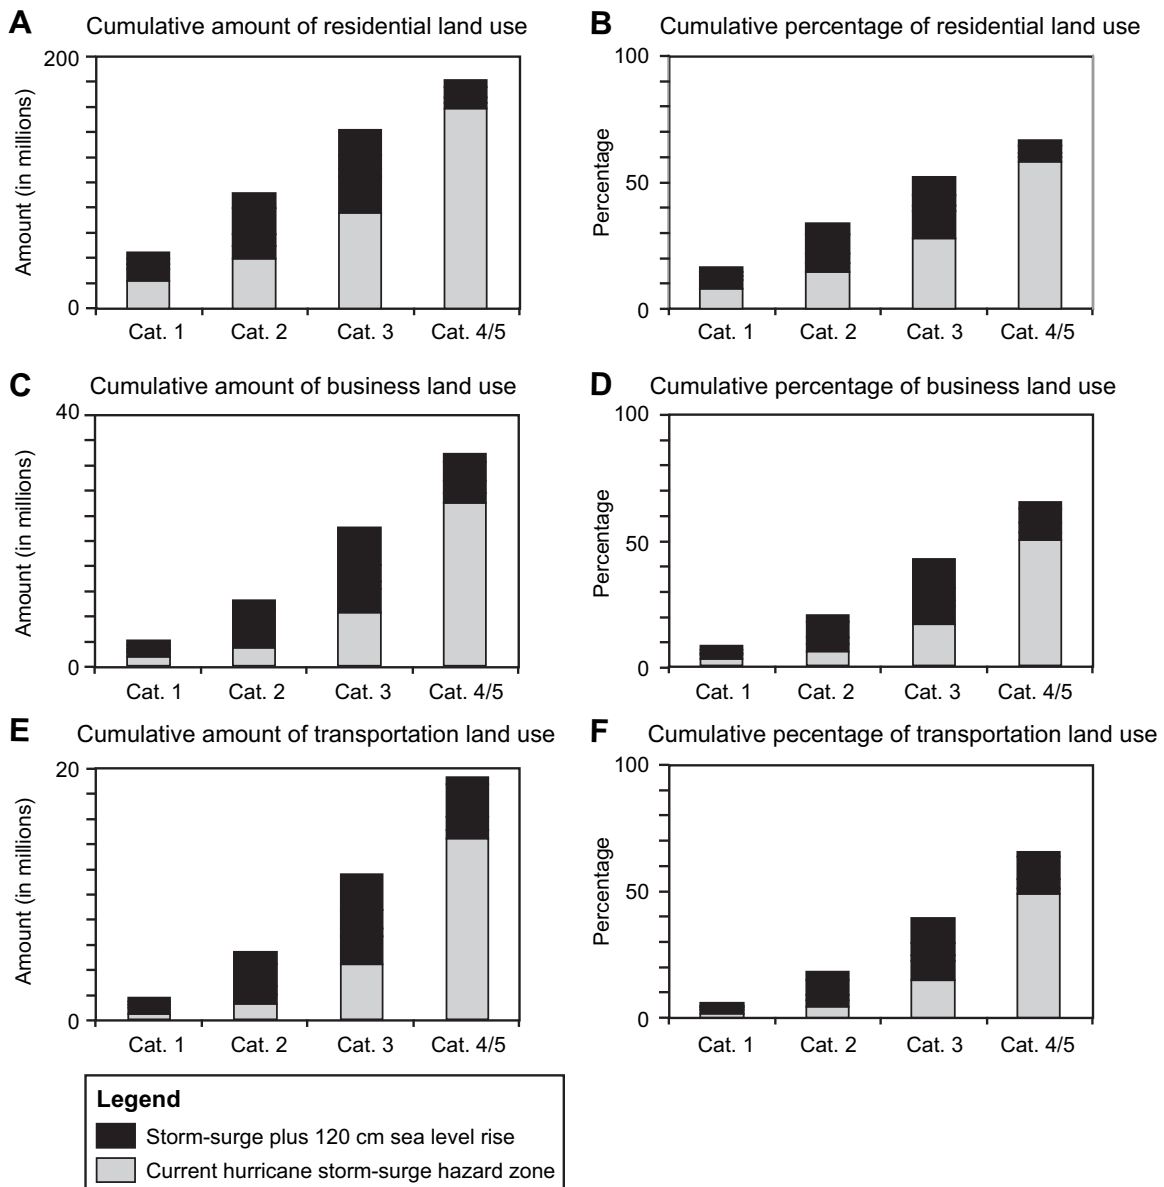 A Cumulative amount of residential land use
Amount (in millions)
200
0
Cat. 1 Cat. 2 Cat. 3 Cat. 4/5
B Cumulative percentage of residential land use
Percentage
100
50
0
Cat. 1 Cat. 2 Cat. 3 Cat. 4/5
C Cumulative amount of business land use
Amount (in millions)
40
0
Cat. 1 Cat. 2 Cat. 3 Cat. 4/5
D Cumulative percentage of business land use
Percentage
100
50
0
Cat. 1 Cat. 2 Cat. 3 Cat. 4/5
E Cumulative amount of transportation land use
Amount (in millions)
20
0
Cat. 1 Cat. 2 Cat. 3 Cat. 4/5
F Cumulative pecentage of transportation land use
Percentage
100
50
0
Cat. 1 Cat. 2 Cat. 3 Cat. 4/5
Legend
Storm-surge plus 120 cm sea level rise
Current hurricane storm-surge hazard zone